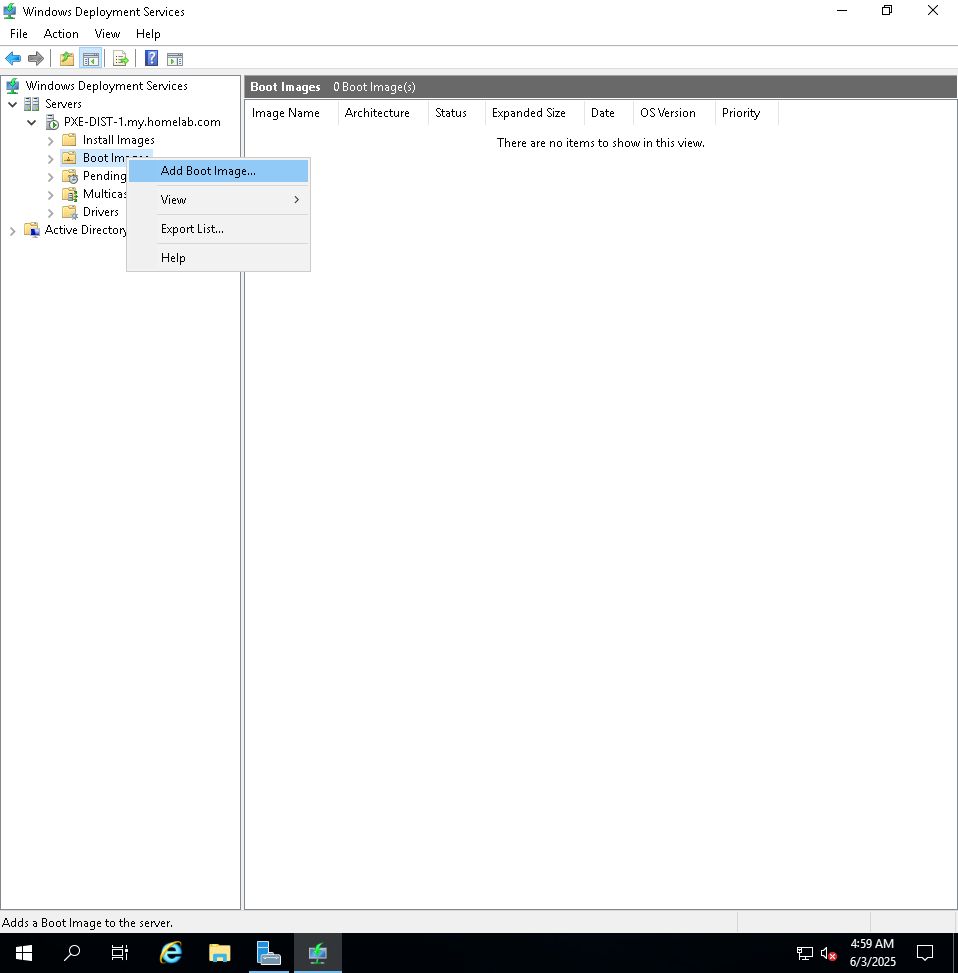 Windows Deployment Services
File Action View Help
Windows Deployment Services
Servers
PXE-DIST-1.my.homelab.com
Install Images
Boot
Pending
Drivers
Active Directory
Add Boot Image...
View
Export List...
Help
Boot Images 0 Boot Image(s)
Image Name Architecture Status Expanded Size Date OS Version Priority
There are no items to show in this view.
Adds a Boot Image to the server.
4:59 AM
6/3/2025